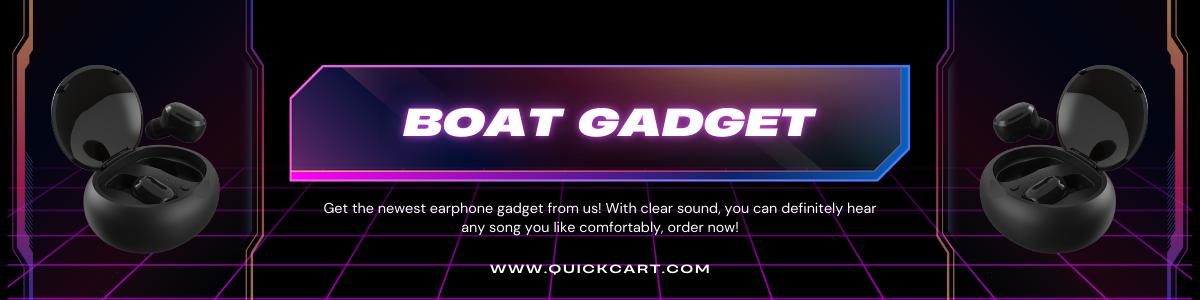 BOAT GADGET
Get the newest earphone gadget from us! With clear sound, you can definitely hear
any song you like comfortably, order now!
WWW.QUICKCART.COM